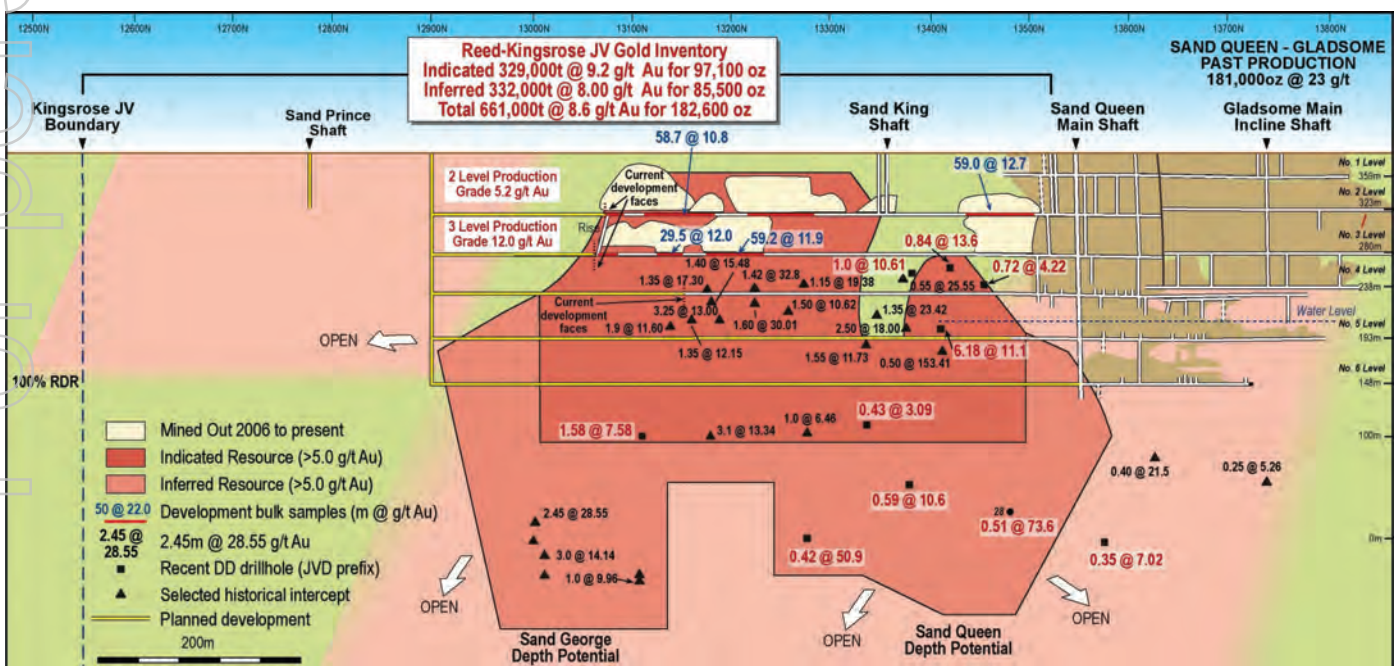 12500N 12600N 12700N 12800N 12900N 13000N 13100N 13200N 13300N 13400N 13500N 13600N 13700N 13800N
Reed-Kingsrose JV Gold Inventory
Indicated 329,000t @ 9.2 g/t Au for 97,100 oz
Inferred 332,000t @ 8.00 g/t Au for 85,500 oz
Total 661,000t @ 8.6 g/t Au for 182,600 oz
SAND QUEEN - GLADSOME
PAST PRODUCTION
181,000oz @ 23 g/t
Kingsrose JV
Boundary
Sand Prince
Shaft
Sand King
Shaft
Sand Queen
Main Shaft
Gladsome Main
Incline Shaft
58.7 @ 10.8
59.0 @ 12.7
2 Level Production
Grade 5.2 g/t Au
Current
development
faces
No. 1 Level
359m
No. 2 Level
323m
3 Level Production
Grade 12.0 g/t Au
Rise
29.5 @ 12.0
59.2 @ 11.9
No. 3 Level
280m
1.40 @ 15.48
1.35 @ 17.30
1.42 @ 32.8
1.15 @ 19.38
1.0 @ 10.61
0.84 @ 13.6
0.55 @ 25.55
0.72 @ 4.22
No. 4 Level
238m
Current
development
faces
3.25 @ 13.00
1.9 @ 11.60
1.50 @ 10.62
1.60 @ 30.01
1.35 @ 23.42
2.50 @ 18.00
Water Level
No. 5 Level
193m
OPEN
1.35 @ 12.15
1.55 @ 11.73
0.50 @ 153.41
6.18 @ 11.1
No. 6 Level
148m
100% RDR
1.58 @ 7.58
3.1 @ 13.34
1.0 @ 6.46
0.43 @ 3.09
100m
0.40 @ 21.5
0.25 @ 5.26
0.59 @ 10.6
28
0.51 @ 73.6
0.42 @ 50.9
0.35 @ 7.02
0m
2.45 @ 28.55
3.0 @ 14.14
1.0 @ 9.96
Mined Out 2006 to present
Indicated Resource (>5.0 g/t Au)
Inferred Resource (>5.0 g/t Au)
50 @ 22.0 Development bulk samples (m @ g/t Au)
2.45 @
28.55
2.45m @ 28.55 g/t Au
Recent DD drillhole (JVD prefix)
Selected historical intercept
Planned development
200m
OPEN
Sand George
Depth Potential
OPEN
Sand Queen
Depth Potential
OPEN